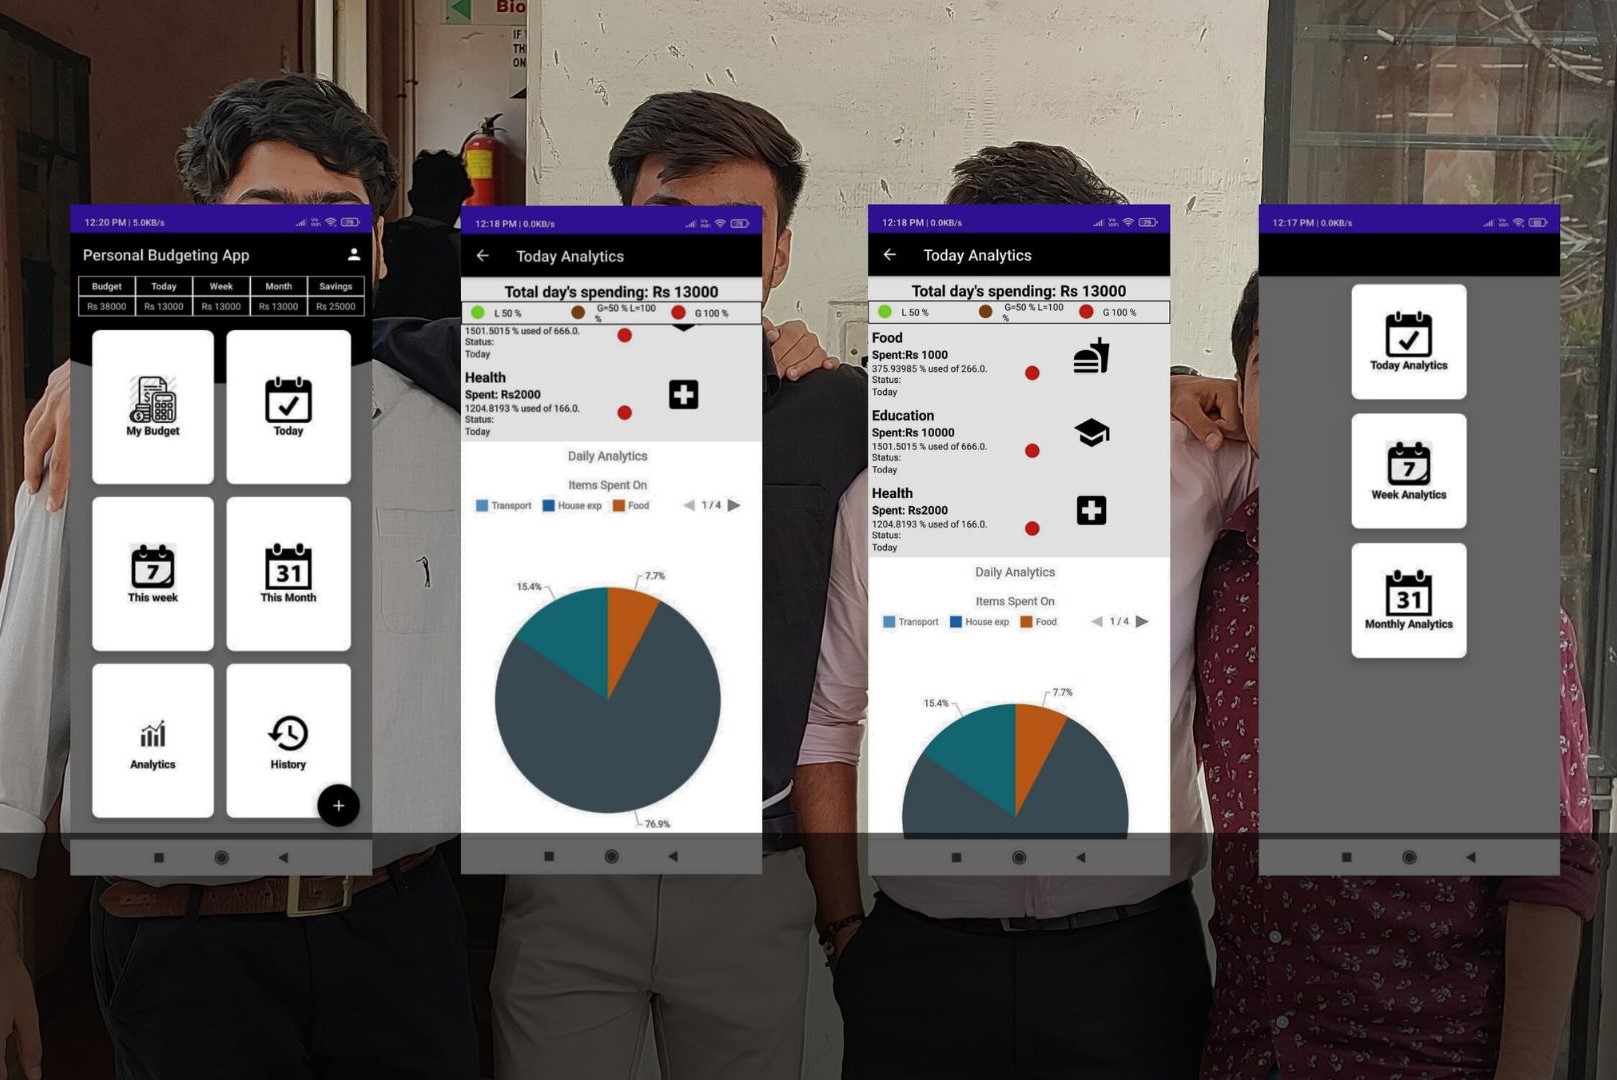 Bio
IF
TH
ON
12:20 PM | 5.0KB/s
79
Personal Budgeting App
Budget Today Week Month Savings
Rs 38000 Rs 13000 Rs 13000 Rs 13000 Rs 25000
My Budget
Today
7
This week
31
This Month
Analytics
History
+
12:18 PM | 0.0KB/s
79
Today Analytics
Total day's spending: Rs 13000
L 50 %
G=50 % L=100
%
G 100 %
1501.5015 % used of 666.0.
Status:
Today
Health
Spent: Rs2000
1204.8193 % used of 166.0.
Status:
Today
Daily Analytics
Items Spent On
Transport House exp Food 1 / 4
15.4%
7.7%
76.9%
12:18 PM | 0.0KB/s
79
Today Analytics
Total day's spending: Rs 13000
L 50 %
G=50 % L=100
%
G 100 %
Food
Spent:Rs 1000
375.93985 % used of 266.0.
Status:
Today
Education
Spent:Rs 10000
1501.5015 % used of 666.0.
Status:
Today
Health
Spent: Rs2000
1204.8193 % used of 166.0.
Status:
Today
Daily Analytics
Items Spent On
Transport House exp Food 1 / 4
15.4%
7.7%
12:17 PM | 0.0KB/s
80
Today Analytics
7
Week Analytics
31
Monthly Analytics